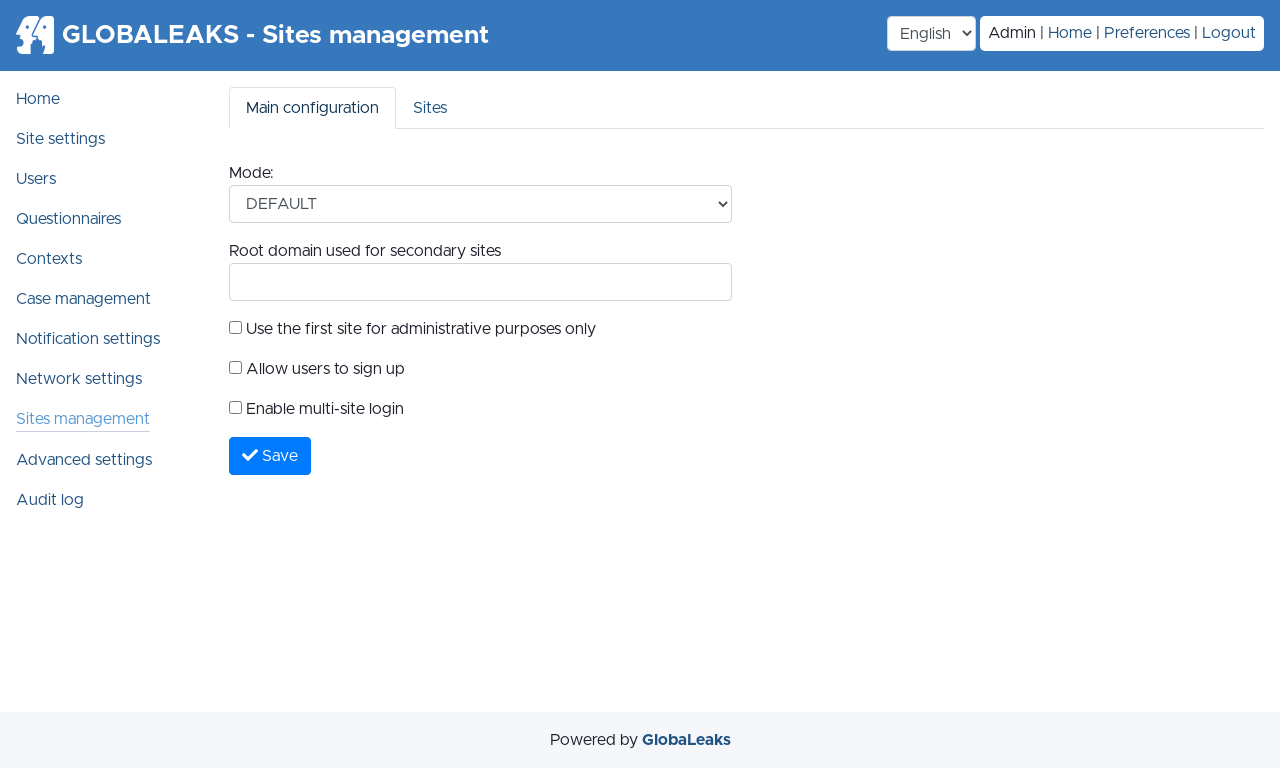 GLOBALEAKS - Sites management
English
Admin | Home | Preferences | Logout
Home
Site settings
Users
Questionnaires
Contexts
Case management
Notification settings
Network settings
Sites management
Advanced settings
Audit log
Main configuration
Sites
Mode:
DEFAULT
Root domain used for secondary sites
Use the first site for administrative purposes only
Allow users to sign up
Enable multi-site login
Save
Powered by GlobaLeaks